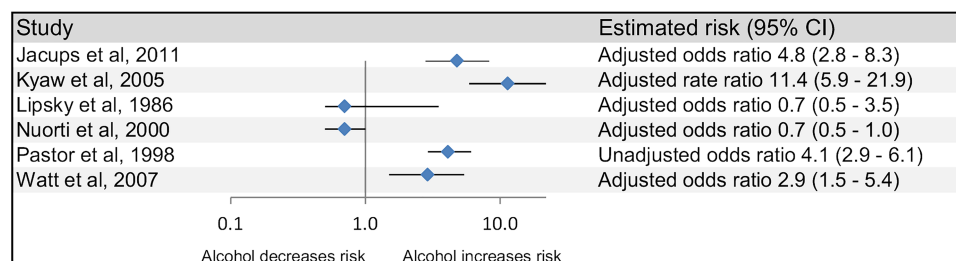 Study Estimated risk (95% CI)
Jacups et al, 2011 Adjusted odds ratio 4.8 (2.8 - 8.3)
Kyaw et al, 2005 Adjusted rate ratio 11.4 (5.9 - 21.9)
Lipsky et al, 1986 Adjusted odds ratio 0.7 (0.5 - 3.5)
Nuorti et al, 2000 Adjusted odds ratio 0.7 (0.5 - 1.0)
Pastor et al, 1998 Unadjusted odds ratio 4.1 (2.9 - 6.1)
Watt et al, 2007 Adjusted odds ratio 2.9 (1.5 - 5.4)
0.1 1.0 10.0
Alcohol decreases risk Alcohol increases risk